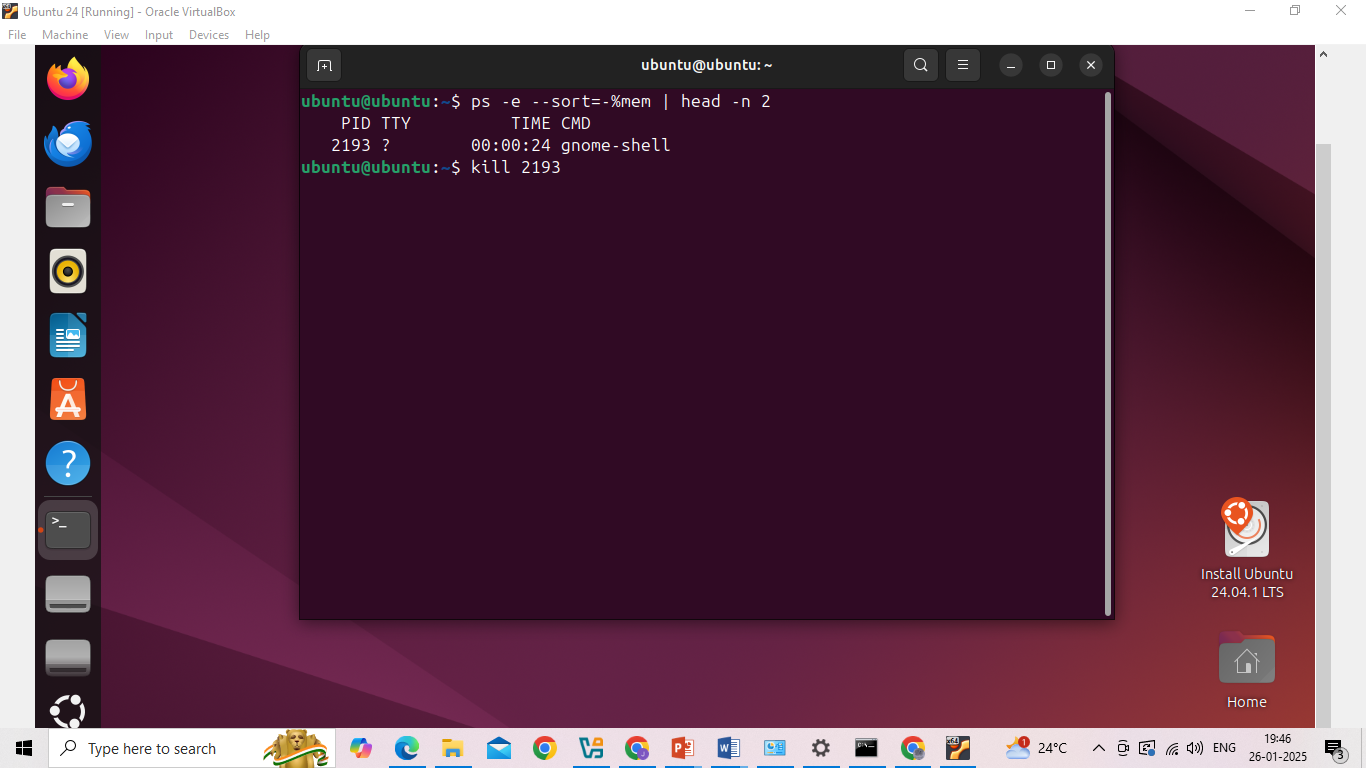 Ubuntu 24 [Running] - Oracle VirtualBox
File Machine View Input Devices Help
ubuntu@ubuntu: ~
ubuntu@ubuntu:~$ ps -e --sort=-%mem | head -n 2
PID TTY TIME CMD
2193 ? 00:00:24 gnome-shell
ubuntu@ubuntu:~$ kill 2193
>_
?
Install Ubuntu
24.04.1 LTS
Home
Type here to search
1
24°C
ENG
19:46
26-01-2025
3